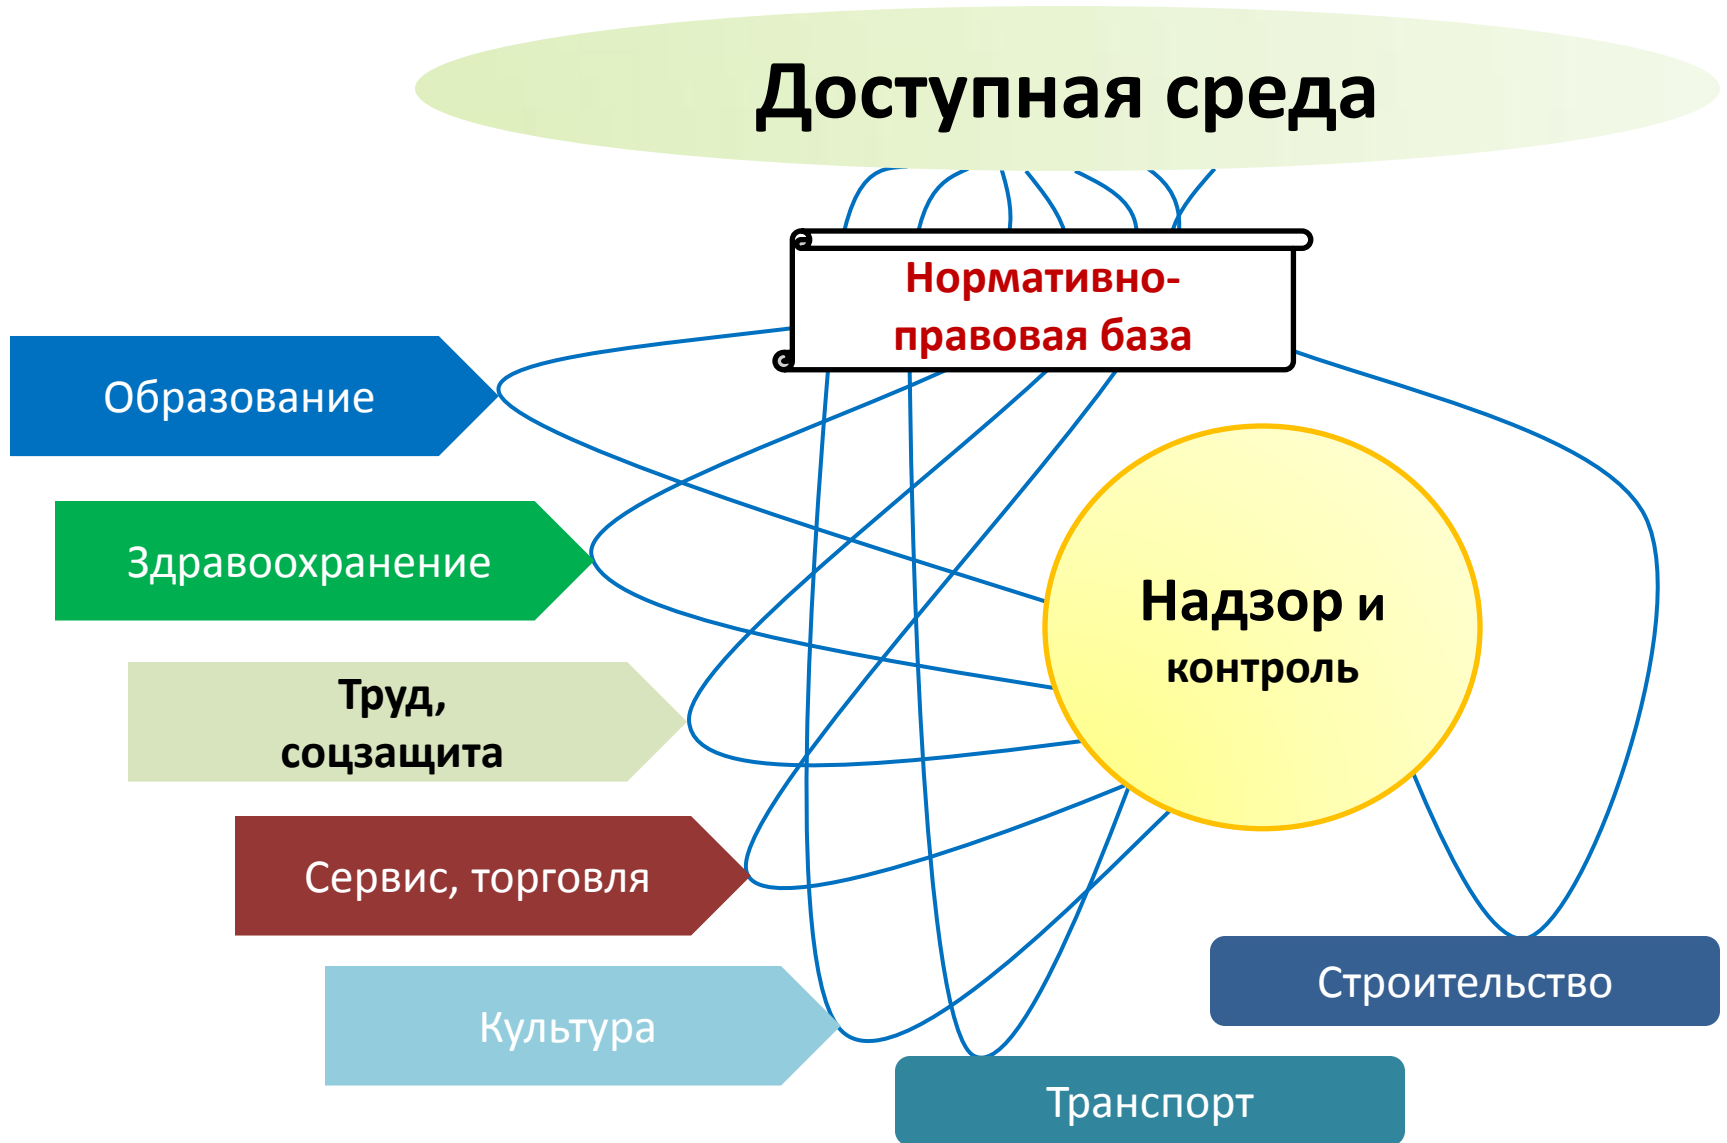 Доступная среда
Нормативно-
правовая база
Образование
Здравоохранение
Надзор и
контроль
Труд,
соцзащита
Сервис, торговля
Строительство
Культура
Транспорт